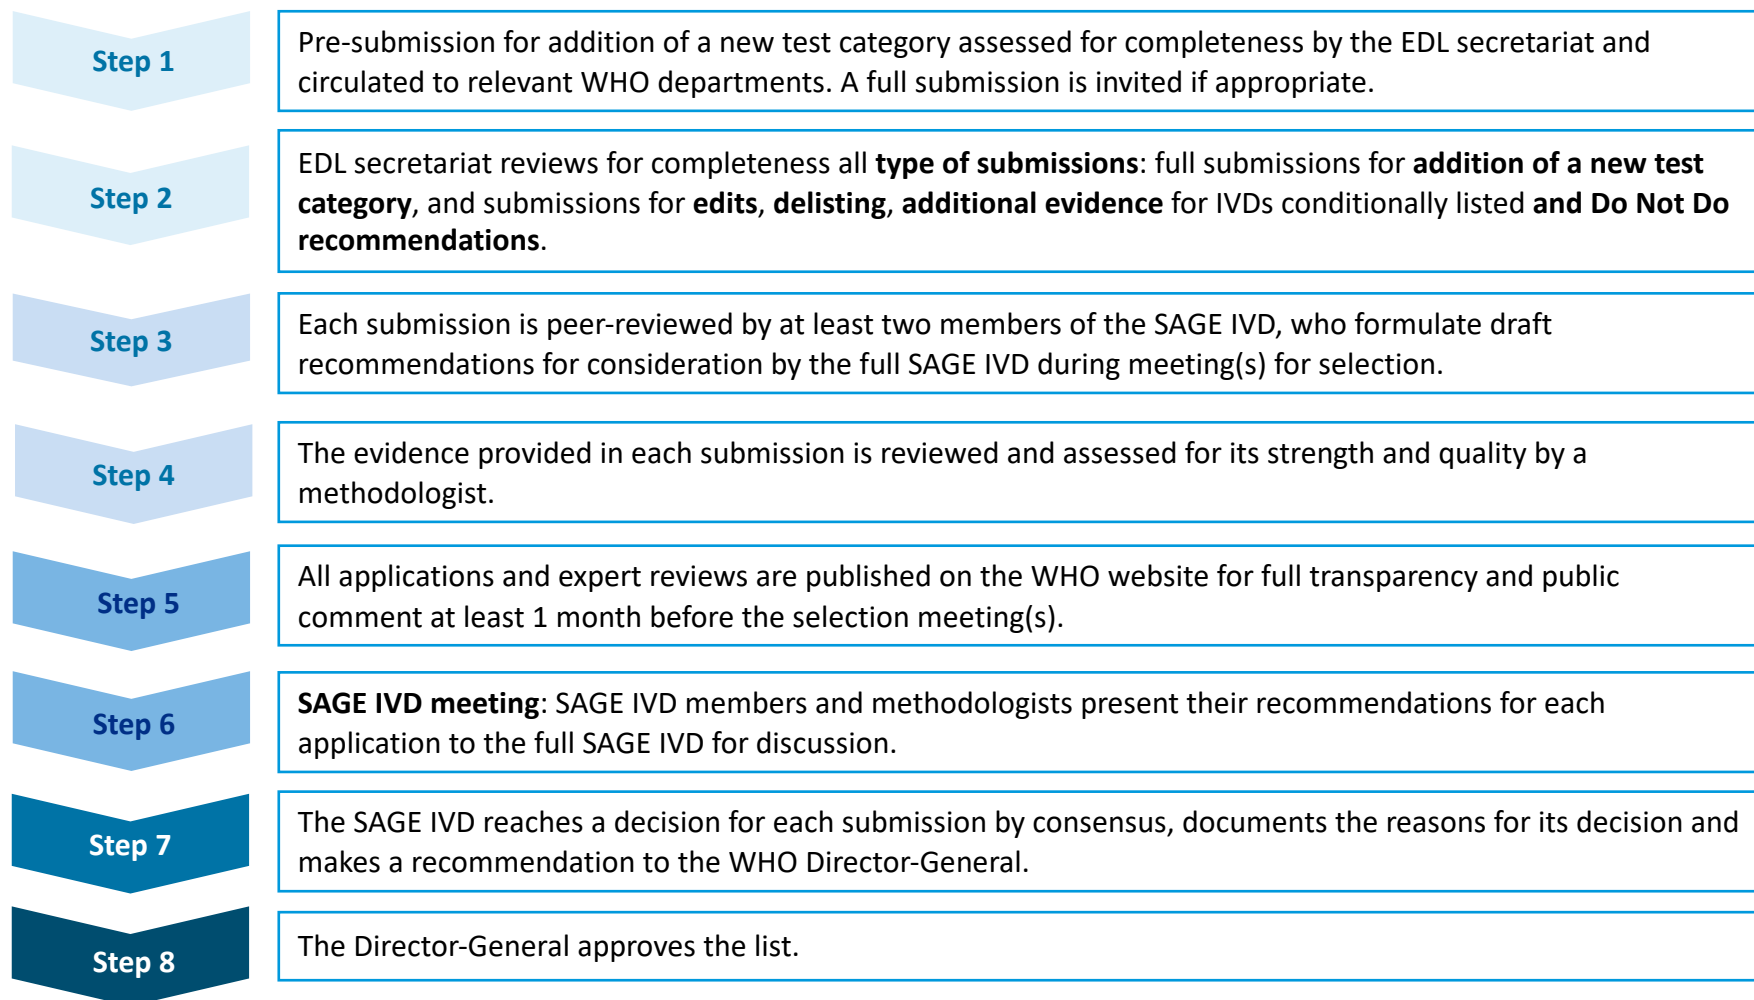 Step 1
Pre-submission for addition of a new test category assessed for completeness by the EDL secretariat and
circulated to relevant WHO departments. A full submission is invited if appropriate.
Step 2
EDL secretariat reviews for completeness all type of submissions: full submissions for addition of a new test
category, and submissions for edits, delisting, additional evidence for IVDs conditionally listed and Do Not Do
recommendations.
Step 3
Each submission is peer-reviewed by at least two members of the SAGE IVD, who formulate draft
recommendations for consideration by the full SAGE IVD during meeting(s) for selection.
Step 4
The evidence provided in each submission is reviewed and assessed for its strength and quality by a
methodologist.
Step 5
All applications and expert reviews are published on the WHO website for full transparency and public
comment at least 1 month before the selection meeting(s).
Step 6
SAGE IVD meeting: SAGE IVD members and methodologists present their recommendations for each
application to the full SAGE IVD for discussion.
Step 7
The SAGE IVD reaches a decision for each submission by consensus, documents the reasons for its decision and
makes a recommendation to the WHO Director-General.
Step 8
The Director-General approves the list.